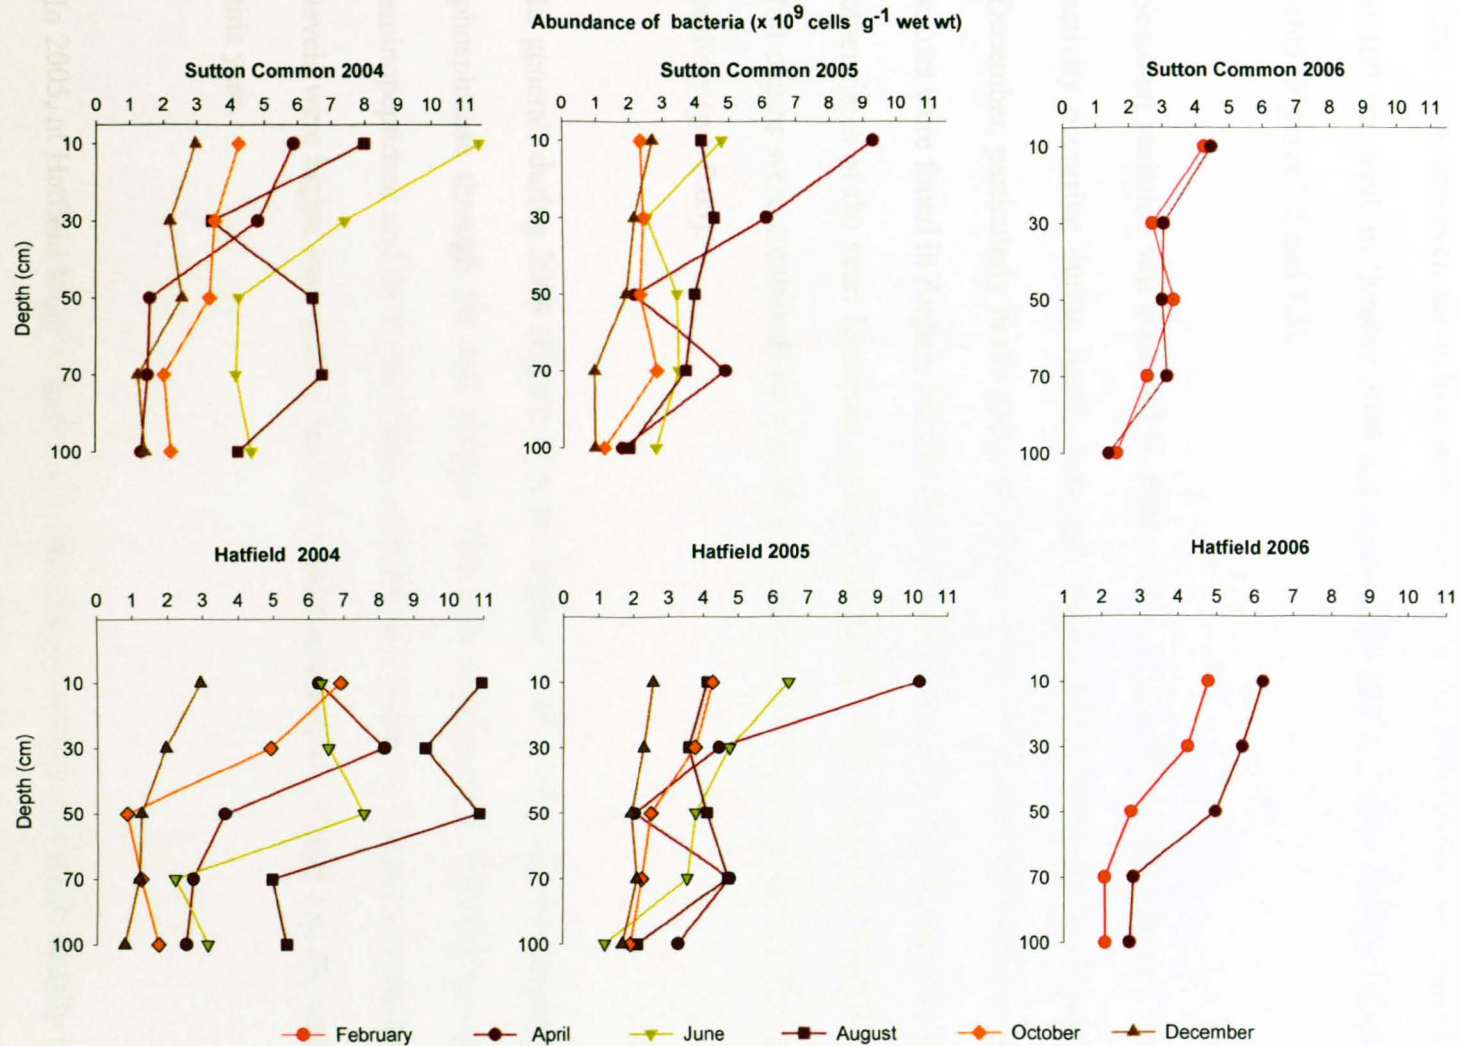 Abundance of bacteria (x 10⁹ cells g⁻¹ wet wt)
Sutton Common 2004
0 1 2 3 4 5 6 7 8 9 10 11
Depth (cm)
10
30
50
70
100
Sutton Common 2005
0 1 2 3 4 5 6 7 8 9 10 11
10
30
50
70
100
Sutton Common 2006
0 1 2 3 4 5 6 7 8 9 10 11
10
30
50
70
100
Hatfield 2004
0 1 2 3 4 5 6 7 8 9 10 11
Depth (cm)
10
30
50
70
100
Hatfield 2005
0 1 2 3 4 5 6 7 8 9 10 11
10
30
50
70
100
Hatfield 2006
1 2 3 4 5 6 7 8 9 10 11
10
30
50
70
100
February April June August October December